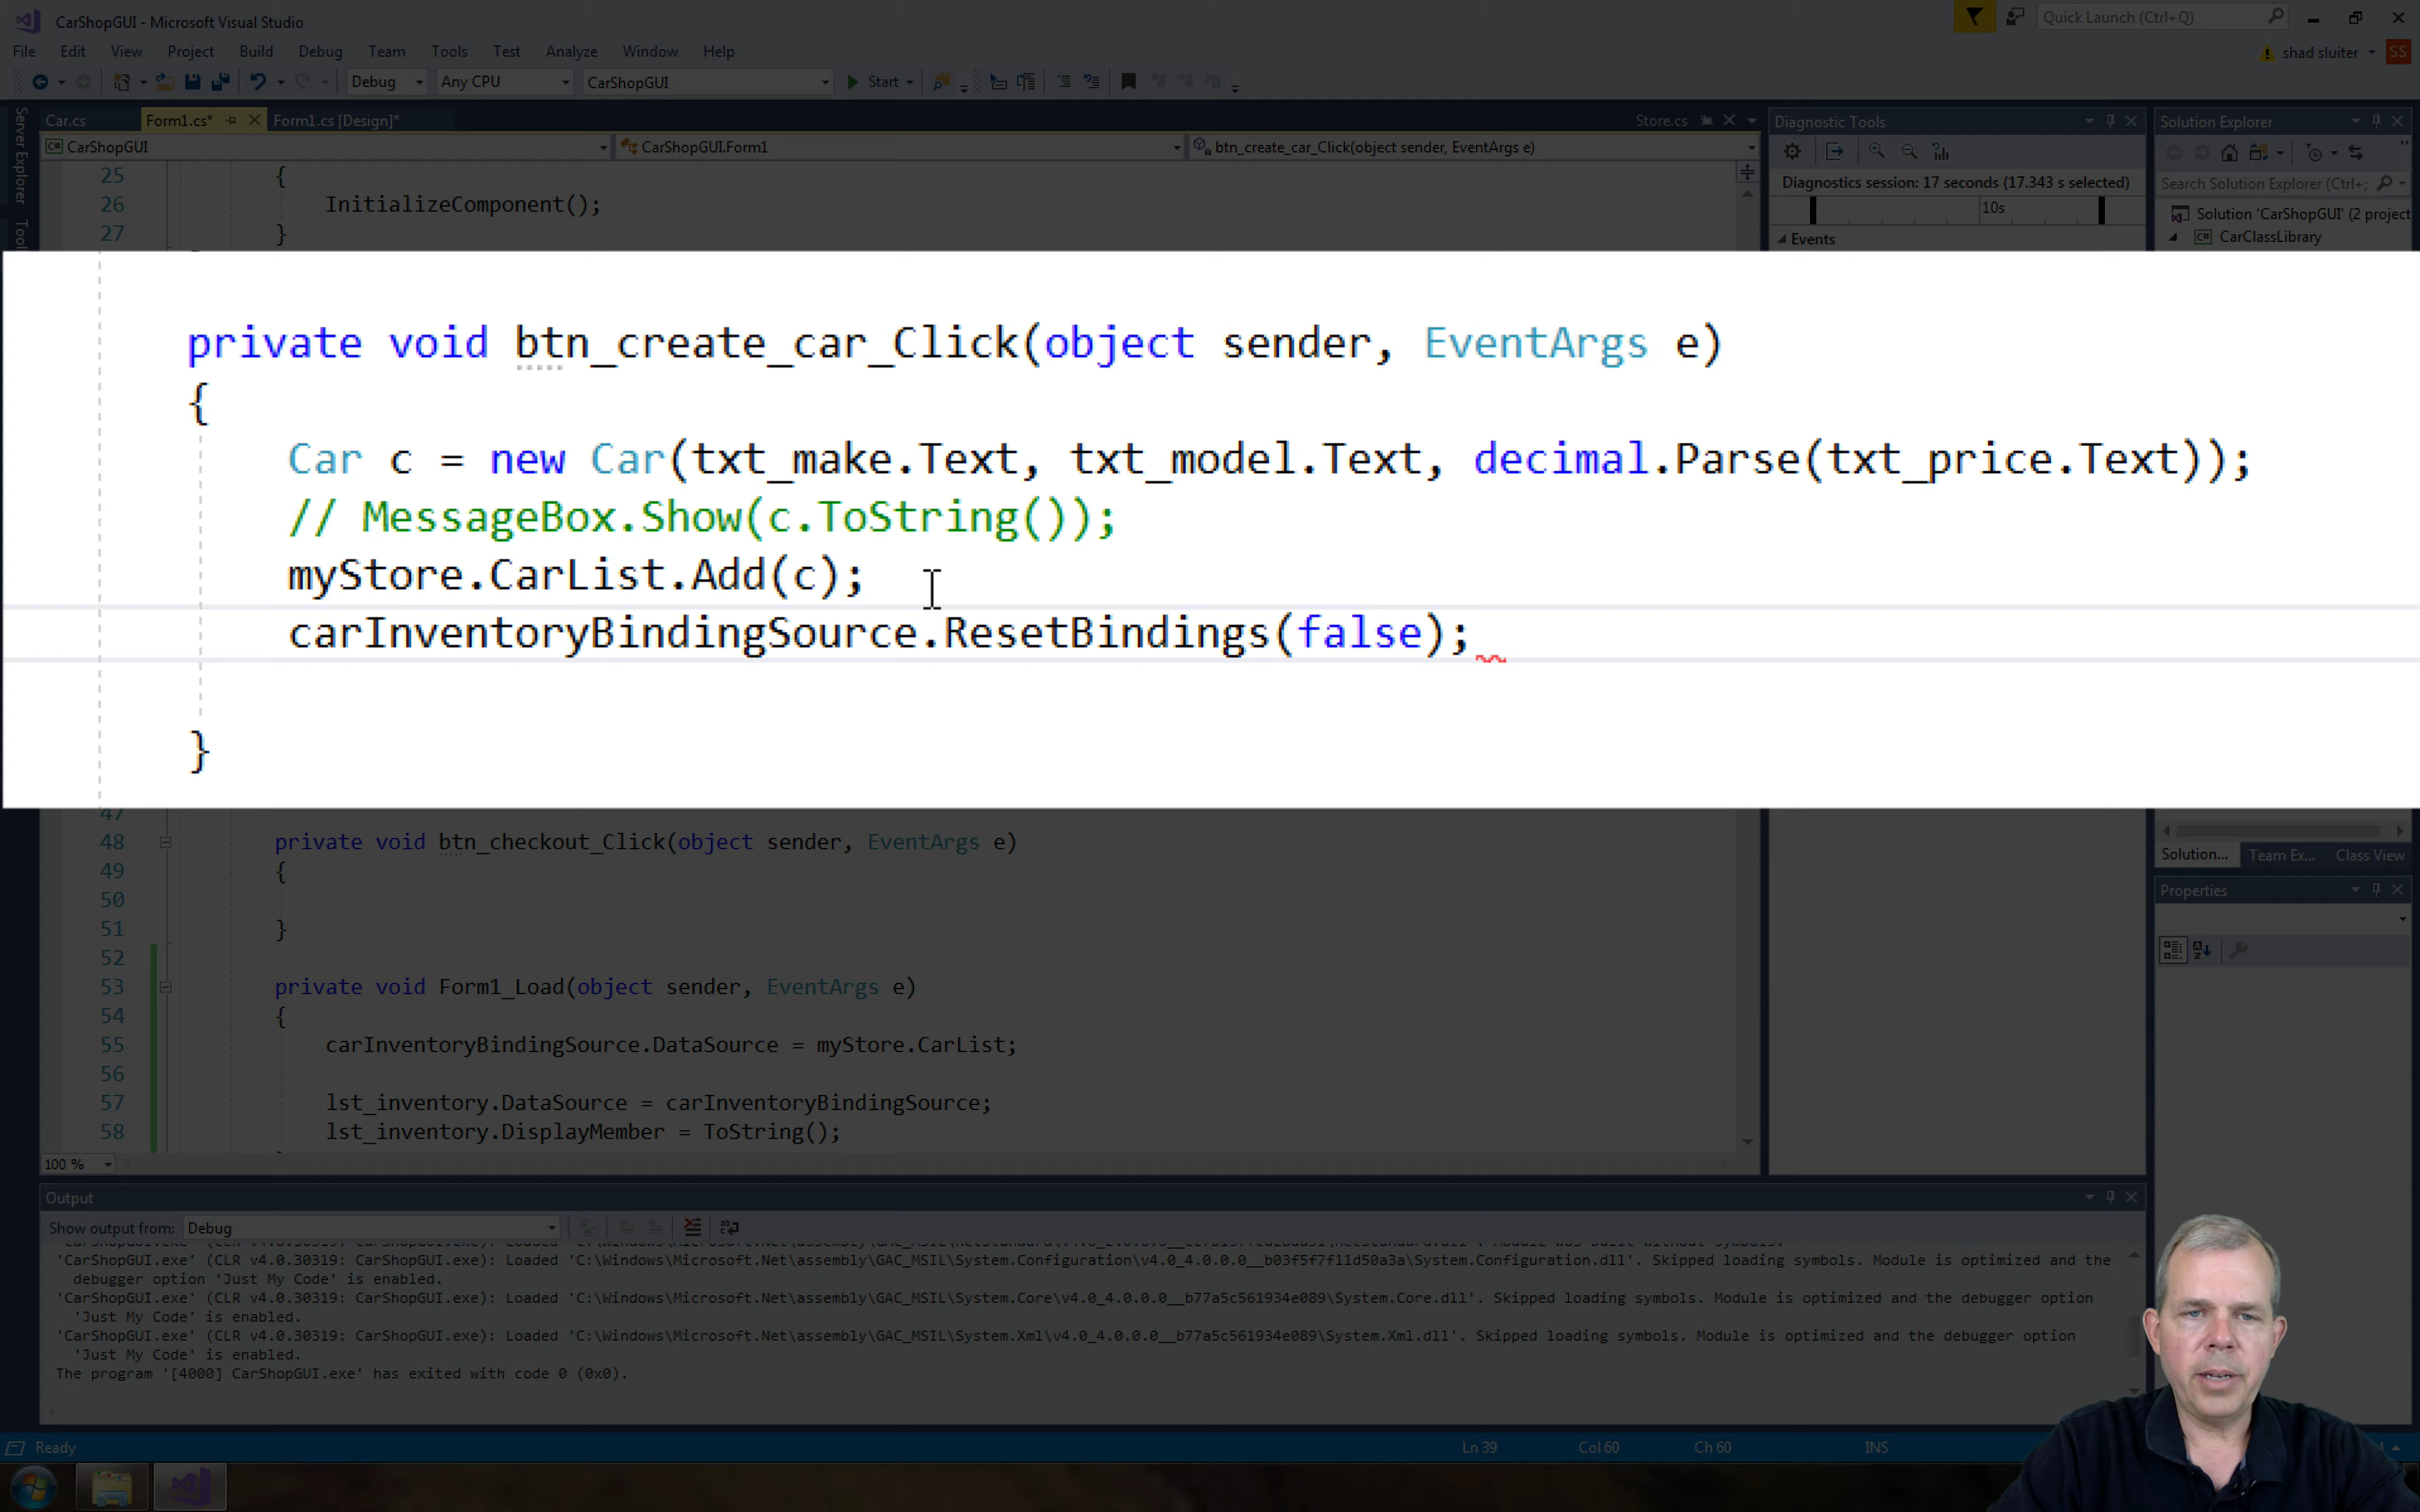 CarShopGUI - Microsoft Visual Studio
Quick Launch (Ctrl+Q)
File Edit View Project Build Debug Team Tools Test Analyze Window Help
shad sluiter SS
Debug Any CPU CarShopGUI Start
Server Explorer
Car.cs Form1.cs* Form1.cs [Design]* Store.cs
CarShopGUI CarShopGUI.Form1 btn_create_car_Click(object sender, EventArgs e)
25 {
26 InitializeComponent();
27 }
Diagnostic Tools
Diagnostics session: 17 seconds (17.343 s selected)
10s
Events
Solution Explorer
Search Solution Explorer (Ctrl+;
Solution 'CarShopGUI' (2 project
CarClassLibrary
private void btn_create_car_Click(object sender, EventArgs e)
{
Car c = new Car(txt_make.Text, txt_model.Text, decimal.Parse(txt_price.Text));
// MessageBox.Show(c.ToString());
myStore.CarList.Add(c);
carInventoryBindingSource.ResetBindings(false);
}
47
48 private void btn_checkout_Click(object sender, EventArgs e)
49 {
50
51 }
52
53 private void Form1_Load(object sender, EventArgs e)
54 {
55 carInventoryBindingSource.DataSource = myStore.CarList;
56
57 lst_inventory.DataSource = carInventoryBindingSource;
58 lst_inventory.DisplayMember = ToString();
100 %
Solution... Team Ex... Class View
Properties
Output
Show output from: Debug
'CarShopGUI.exe' (CLR v4.0.30319: CarShopGUI.exe): Loaded 'C:\Windows\Microsoft.Net\assembly\GAC_MSIL\System.Configuration\v4.0_4.0.0.0__b03f5f7f11d50a3a\System.Configuration.dll'. Skipped loading symbols. Module is optimized and the
debugger option 'Just My Code' is enabled.
'CarShopGUI.exe' (CLR v4.0.30319: CarShopGUI.exe): Loaded 'C:\Windows\Microsoft.Net\assembly\GAC_MSIL\System.Core\v4.0_4.0.0.0__b77a5c561934e089\System.Core.dll'. Skipped loading symbols. Module is optimized and the debugger option
'Just My Code' is enabled.
'CarShopGUI.exe' (CLR v4.0.30319: CarShopGUI.exe): Loaded 'C:\Windows\Microsoft.Net\assembly\GAC_MSIL\System.Xml\v4.0_4.0.0.0__b77a5c561934e089\System.Xml.dll'. Skipped loading symbols. Module is optimized and the debugger option
'Just My Code' is enabled.
The program '[4000] CarShopGUI.exe' has exited with code 0 (0x0).
Ready Ln 39 Col 60 Ch 60 INS